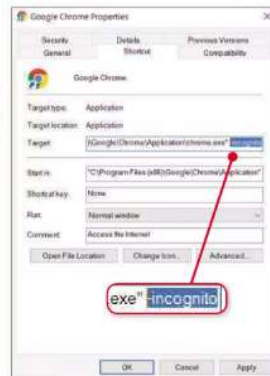 Google Chrome Properties
Security Details Previous Versions
General Shortcut Compatibility
Google Chrome
Target type: Application
Target location: Application
Target: )\Google\Chrome\Application\chrome.exe" -incognito
Start in: "C:\Program Files (x86)\Google\Chrome\Application"
Shortcut key: None
Run: Normal window
Comment: Access the Internet
Open File Location Change Icon... Advanced...
.exe" -incognito
OK Cancel Apply